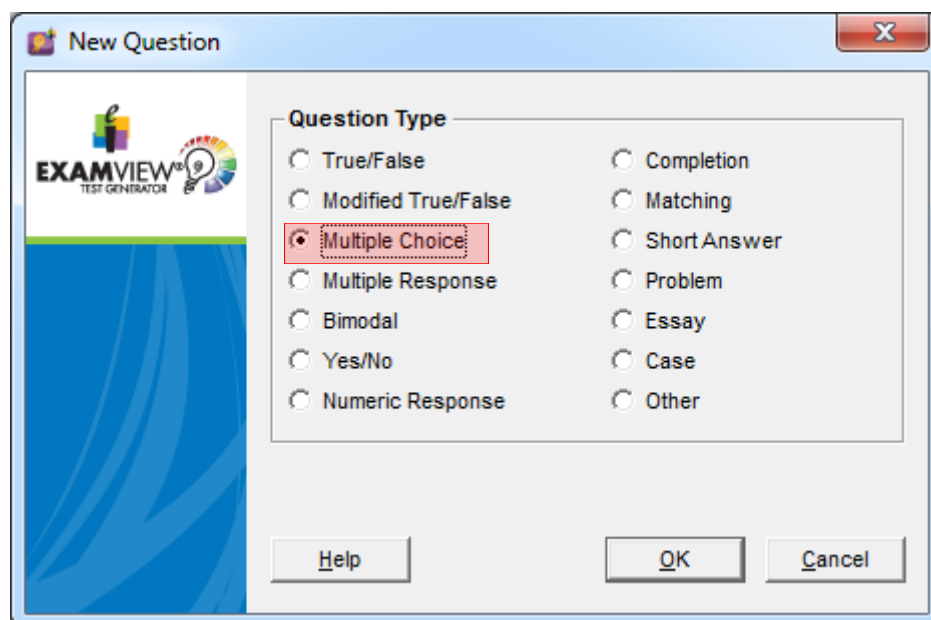 New Question
EXAMVIEW®
TEST GENERATOR
Question Type
True/False
Modified True/False
Multiple Choice
Multiple Response
Bimodal
Yes/No
Numeric Response
Completion
Matching
Short Answer
Problem
Essay
Case
Other
Help
OK
Cancel